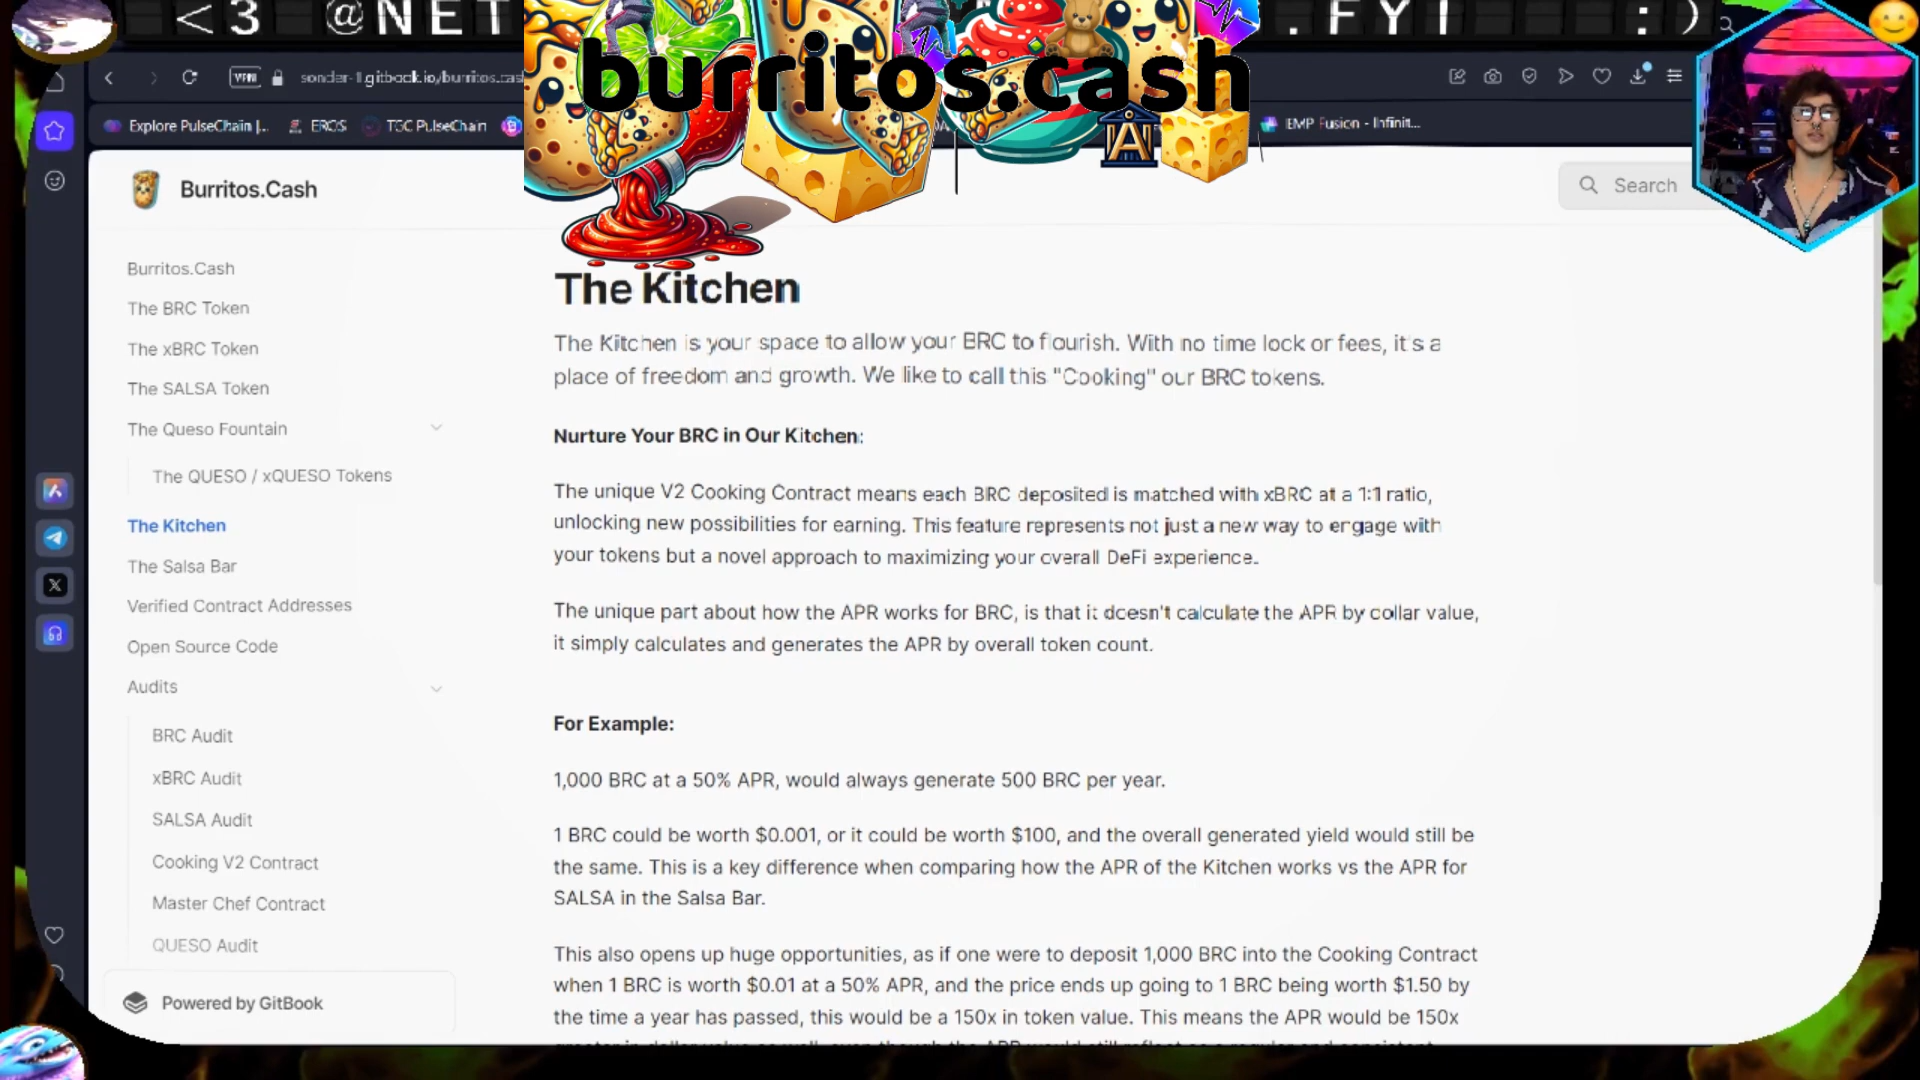 <3 @NET .FYI :)
burritos.cash
VPN sonder-1.gitbook.io/burritos.cas
Explore PulseChain |... EROS TSC PulseChain EMP Fusion - Infinit...
Burritos.Cash
Search
Burritos.Cash
The BRC Token
The xBRC Token
The SALSA Token
The Queso Fountain
The QUESO / xQUESO Tokens
The Kitchen
The Salsa Bar
Verified Contract Addresses
Open Source Code
Audits
BRC Audit
xBRC Audit
SALSA Audit
Cooking V2 Contract
Master Chef Contract
QUESO Audit
Powered by GitBook
The Kitchen
The Kitchen is your space to allow your BRC to flourish. With no time lock or fees, it's a
place of freedom and growth. We like to call this "Cooking" our BRC tokens.
Nurture Your BRC in Our Kitchen:
The unique V2 Cooking Contract means each BRC deposited is matched with xBRC at a 1:1 ratio,
unlocking new possibilities for earning. This feature represents not just a new way to engage with
your tokens but a novel approach to maximizing your overall DeFi experience.
The unique part about how the APR works for BRC, is that it doesn't calculate the APR by dollar value,
it simply calculates and generates the APR by overall token count.
For Example:
1,000 BRC at a 50% APR, would always generate 500 BRC per year.
1 BRC could be worth $0.001, or it could be worth $100, and the overall generated yield would still be
the same. This is a key difference when comparing how the APR of the Kitchen works vs the APR for
SALSA in the Salsa Bar.
This also opens up huge opportunities, as if one were to deposit 1,000 BRC into the Cooking Contract
when 1 BRC is worth $0.01 at a 50% APR, and the price ends up going to 1 BRC being worth $1.50 by
the time a year has passed, this would be a 150x in token value. This means the APR would be 150x